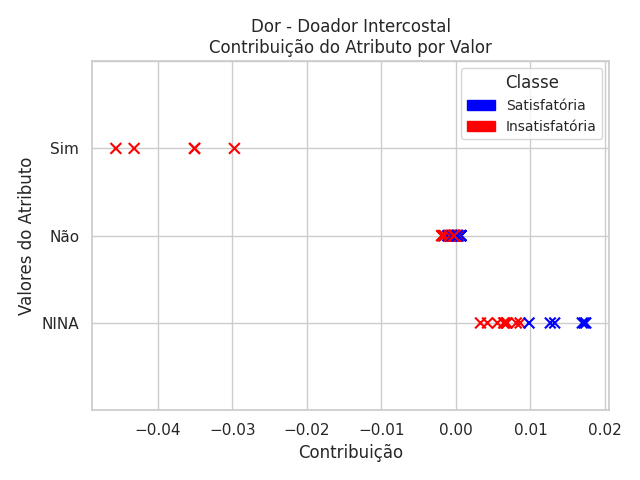 Dor - Doador Intercostal
Contribuição do Atributo por Valor
Classe
Satisfatória
Insatisfatória
Valores do Atributo
Sim
Não
NINA
−0.04 −0.03 −0.02 −0.01 0.00 0.01 0.02
Contribuição